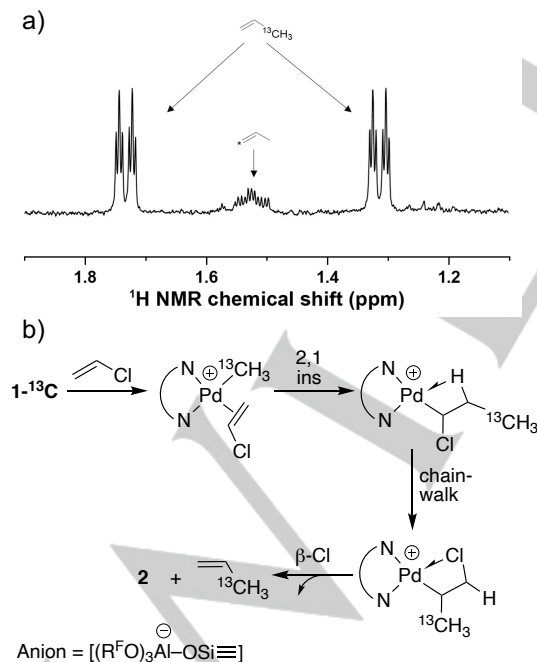 a)
¹³CH₃
*
1.8 1.6 1.4 1.2
¹H NMR chemical shift (ppm)
b)
1-¹³C
Cl
N
N
Pd
⊕
¹³CH₃
Cl
2,1
ins
N
N
Pd
⊕
H
¹³CH₃
Cl
chain-
walk
N
N
Pd
⊕
Cl
H
¹³CH₃
β-Cl
2 + ¹³CH₃
Anion = [(RᶠO)₃Al–OSi≡]
⊖